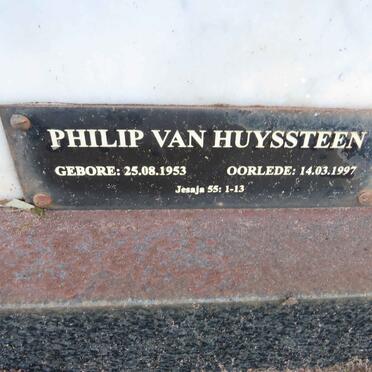 PHILIP VAN HUYSSTEEN
GEBORE: 25.08.1953 OORLEDE: 14.03.1997
Jesaja 55: 1-13